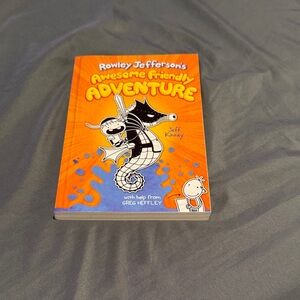 Rowley Jefferson's
Awesome Friendly
ADVENTURE
Jeff
Kinney
with help from
GREG HEFFLEY